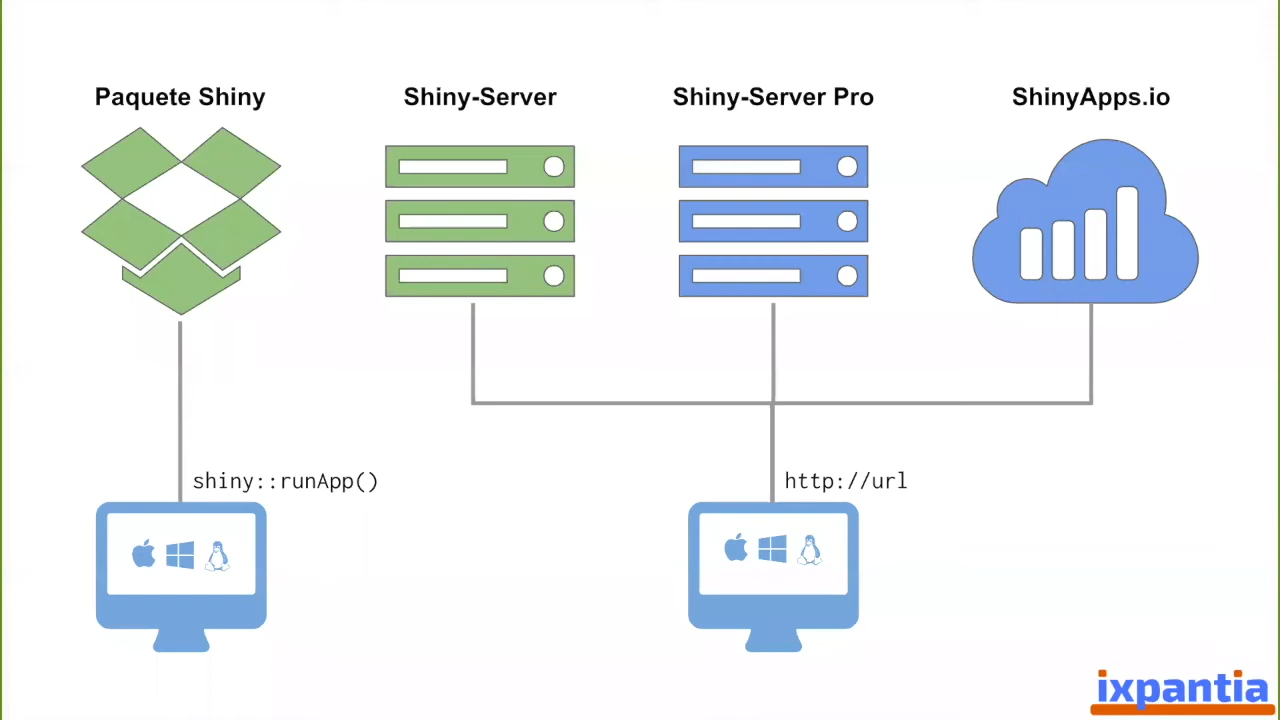 Paquete Shiny
Shiny-Server
Shiny-Server Pro
ShinyApps.io
shiny::runApp()
http://url
ixpantia